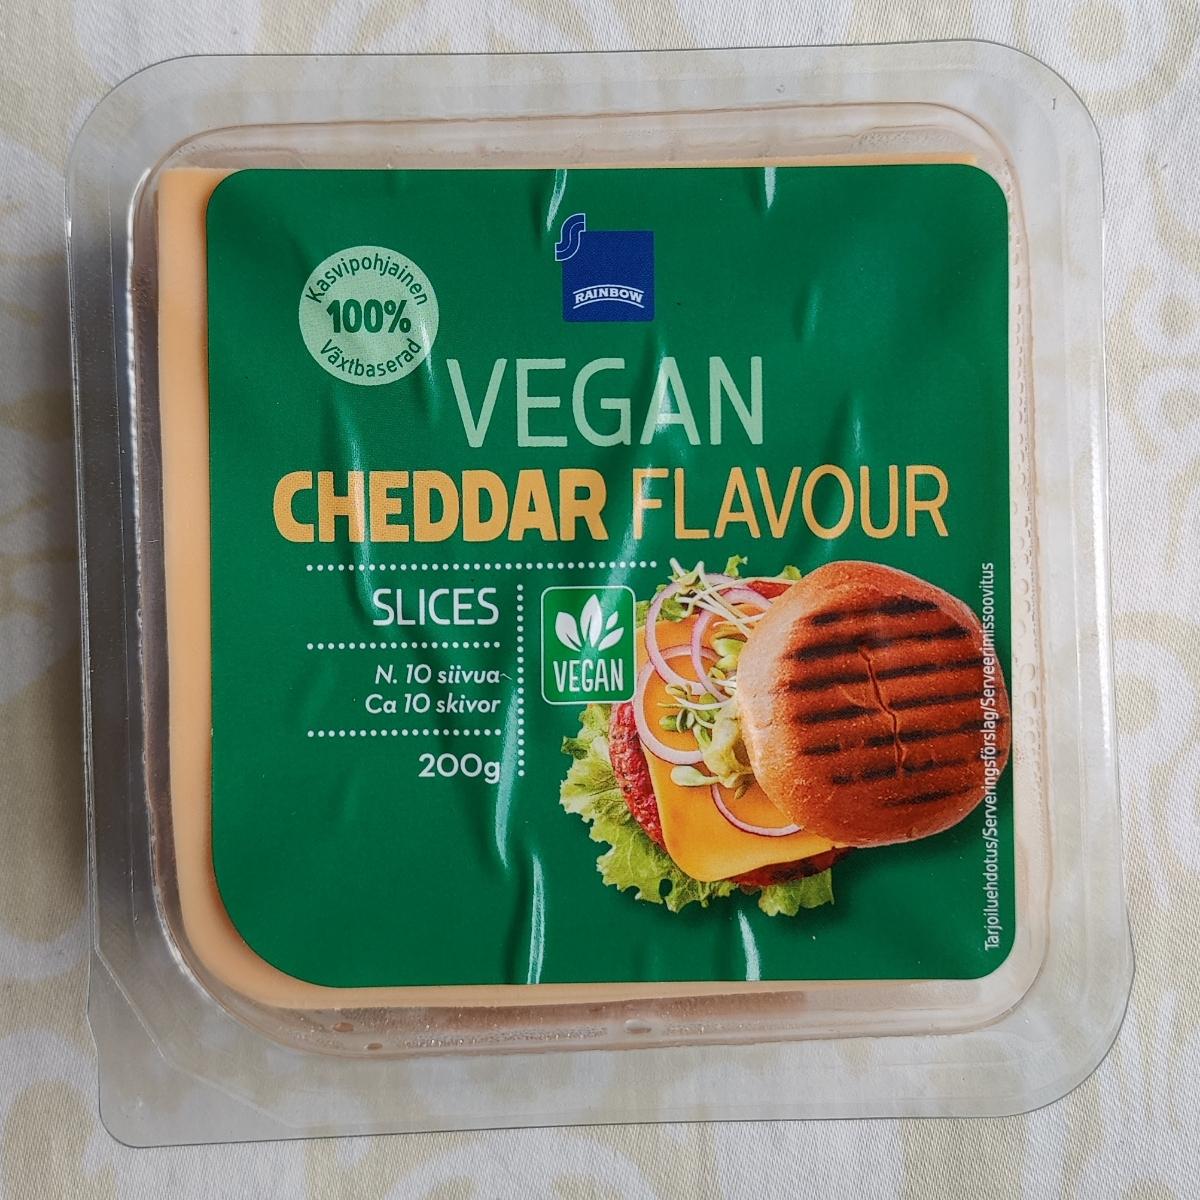 RAINBOW
Kasvipohjainen
100%
Växtbaserad
VEGAN
CHEDDAR FLAVOUR
SLICES
N. 10 siivua
Ca 10 skivor
200g
VEGAN
Tarjoiluehdotus/Serveringsförslag/Serveerimissoovitus